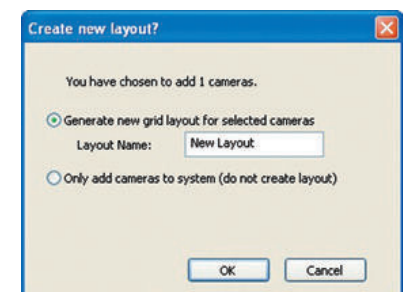 Create new layout?
You have chosen to add 1 cameras.
Generate new grid layout for selected cameras
Layout Name: New Layout
Only add cameras to system (do not create layout)
OK Cancel